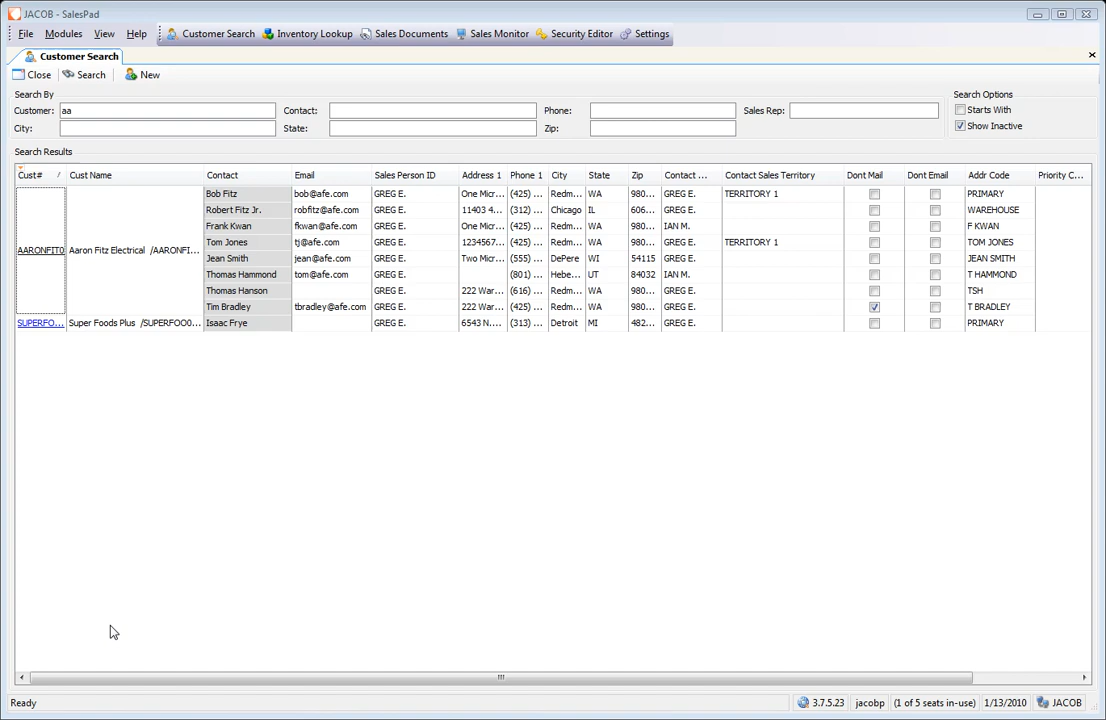 JACOB - SalesPad
File Modules View Help Customer Search Inventory Lookup Sales Documents Sales Monitor Security Editor Settings
Customer Search
Close Search New
Search By Search Options
Customer: aa Contact: Phone: Sales Rep: Starts With
City: State: Zip: Show Inactive
Search Results
Cust# Cust Name Contact Email Sales Person ID Address 1 Phone 1 City State Zip Contact ... Contact Sales Territory Dont Mail Dont Email Addr Code Priority C...
Bob Fitz bob@afe.com GREG E. One Micr... (425) ... Redm... WA 980... GREG E. TERRITORY 1 PRIMARY
Robert Fitz Jr. robfitz@afe.com GREG E. 11403 4... (312) ... Chicago IL 606... GREG E. WAREHOUSE
Frank Kwan fkwan@afe.com GREG E. One Micr... (425) ... Redm... WA 980... IAN M. F KWAN
Tom Jones tj@afe.com GREG E. 1234567... (425) ... Redm... WA 980... GREG E. TERRITORY 1 TOM JONES
AARONFIT0 Aaron Fitz Electrical /AARONFI...
Jean Smith jean@afe.com GREG E. Two Micr... (555) ... DePere WI 54115 GREG E. JEAN SMITH
Thomas Hammond tom@afe.com GREG E. (801) ... Hebe... UT 84032 IAN M. T HAMMOND
Thomas Hanson GREG E. 222 War... (616) ... Redm... WA 980... GREG E. TSH
Tim Bradley tbradley@afe.com GREG E. 222 War... (425) ... Redm... WA 980... GREG E. T BRADLEY
SUPERFO... Super Foods Plus /SUPERFOO0... Isaac Frye GREG E. 6543 N.... (313) ... Detroit MI 482... GREG E. PRIMARY
Ready 3.7.5.23 jacobp (1 of 5 seats in-use) 1/13/2010 JACOB